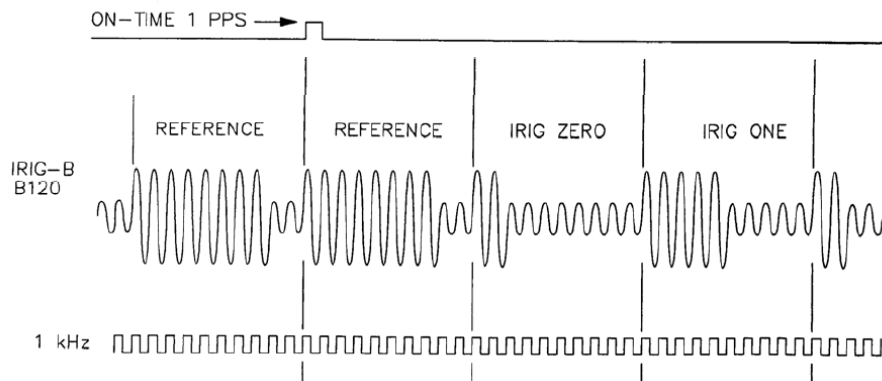 ON-TIME 1 PPS
REFERENCE REFERENCE IRIG ZERO IRIG ONE
IRIG-B
B120
1 kHz